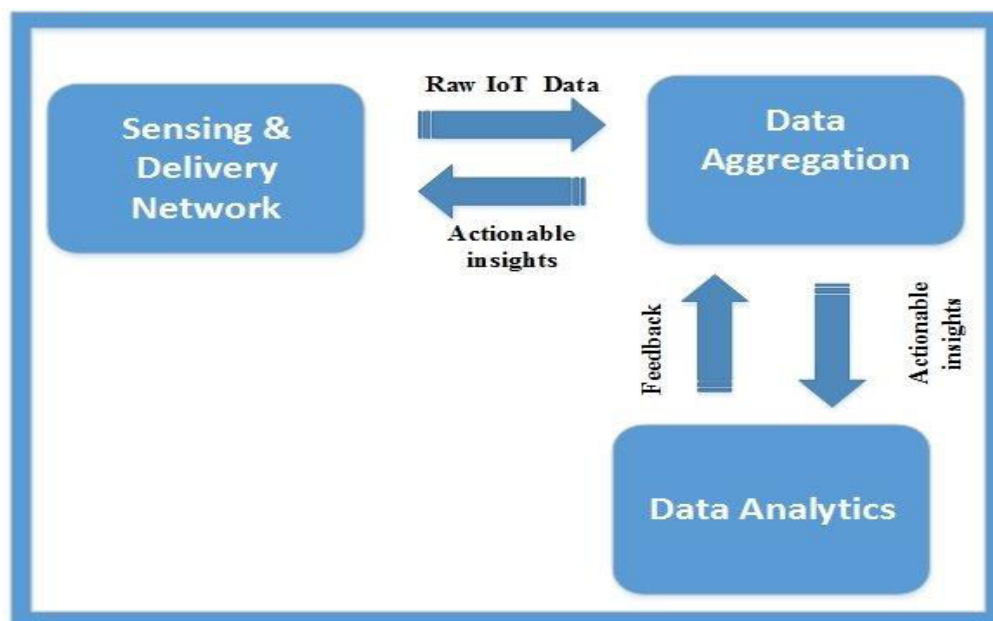 Sensing &
Delivery
Network
Raw IoT Data
Actionable
insights
Data
Aggregation
Feedback
Actionable
insights
Data Analytics